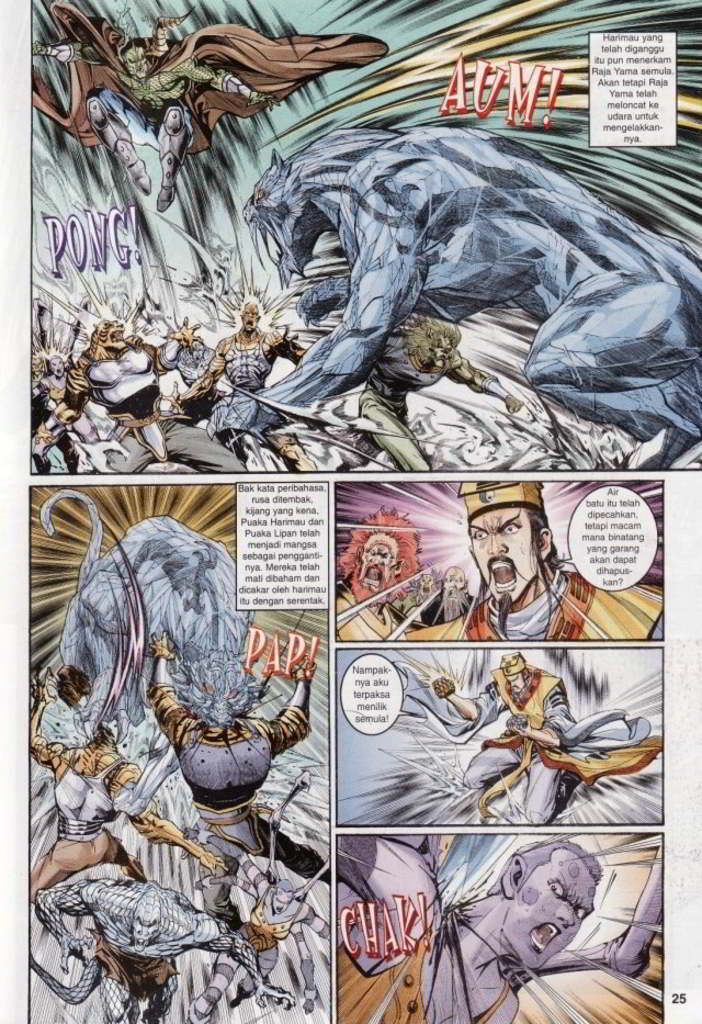 Harimau yang
telah diganggu
itu pun menerkam
Raja Yama semula.
Akan tetapi Raja
Yama telah
meloncat ke
udara untuk
mengelakkan-
nya.
AUM!
PONG!
Bak kata peribahasa,
rusa ditembak,
kijang yang kena,
Puaka Harimau dan
Puaka Lipan telah
menjadi mangsa
sebagai pengganti-
nya. Mereka telah
mati dibaham dan
dicakar oleh harimau
itu dengan serentak.
PAP!
Air
batu itu telah
dipecahkan,
tetapi macam
mana binatang
yang garang
akan dapat
dihapus-
kan?
Nampak-
nya aku
terpaksa
menilik
semula!
CHAK!
25